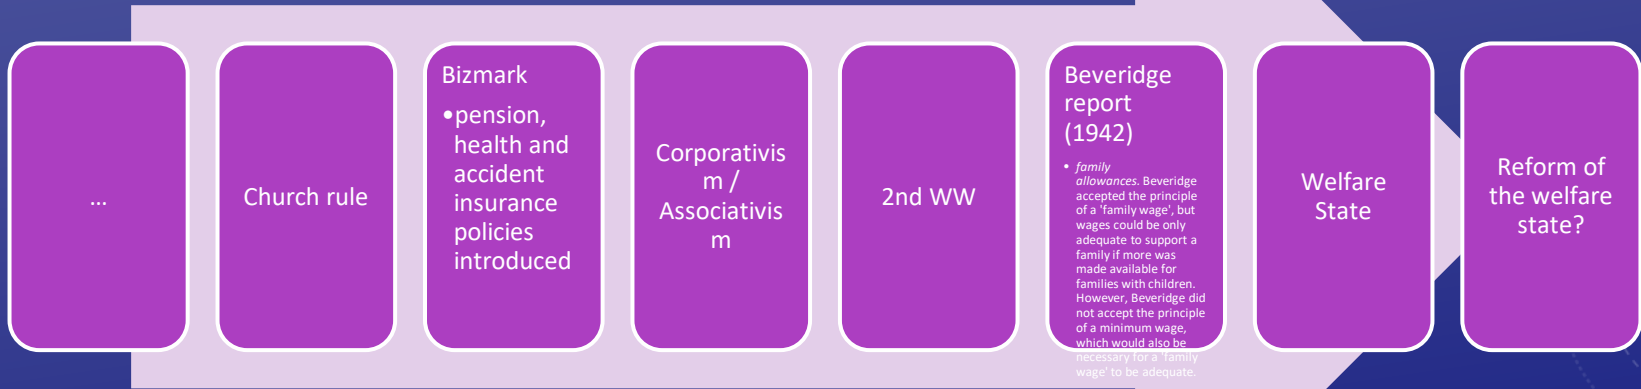 ...
Church rule
Bizmark
•pension,
health and
accident
insurance
policies
introduced
Corporativis
m /
Associativis
m
2nd WW
Beveridge
report
(1942)
• family
allowances. Beveridge
accepted the principle
of a 'family wage', but
wages could be only
adequate to support a
family if more was
made available for
families with children.
However, Beveridge did
not accept the principle
of a minimum wage,
which would also be
necessary for a 'family
wage' to be adequate.
Welfare
State
Reform of
the welfare
state?